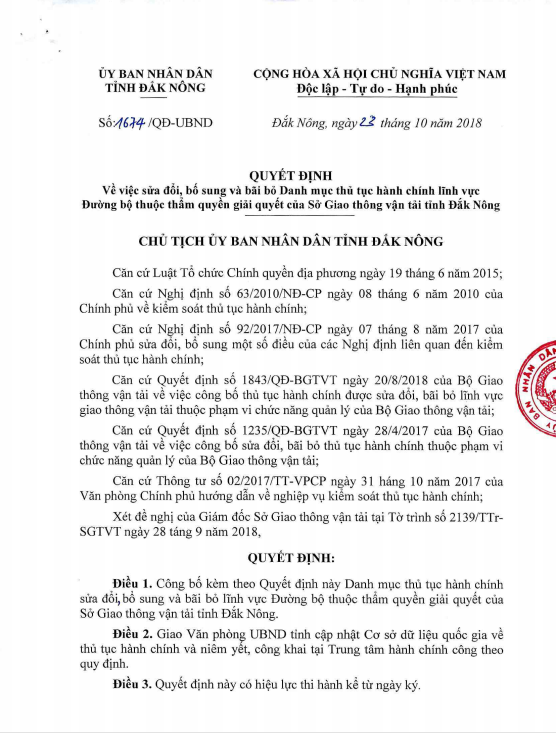 ỦY BAN NHÂN DÂN
TỈNH ĐẮK NÔNG
CỘNG HÒA XÃ HỘI CHỦ NGHĨA VIỆT NAM
Độc lập - Tự do - Hạnh phúc
Số:1674/QĐ-UBND
Đắk Nông, ngày 23 tháng 10 năm 2018
QUYẾT ĐỊNH
Về việc sửa đổi, bổ sung và bãi bỏ Danh mục thủ tục hành chính lĩnh vực
Đường bộ thuộc thẩm quyền giải quyết của Sở Giao thông vận tải tỉnh Đắk Nông
CHỦ TỊCH ỦY BAN NHÂN DÂN TỈNH ĐẮK NÔNG
Căn cứ Luật Tổ chức Chính quyền địa phương ngày 19 tháng 6 năm 2015;
Căn cứ Nghị định số 63/2010/NĐ-CP ngày 08 tháng 6 năm 2010 của
Chính phủ về kiểm soát thủ tục hành chính;
Căn cứ Nghị định số 92/2017/NĐ-CP ngày 07 tháng 8 năm 2017 của
Chính phủ sửa đổi, bổ sung một số điều của các Nghị định liên quan đến kiểm
soát thủ tục hành chính;
Căn cứ Quyết định số 1843/QĐ-BGTVT ngày 20/8/2018 của Bộ Giao
thông vận tải về việc công bố thủ tục hành chính được sửa đổi, bãi bỏ lĩnh vực
giao thông vận tải thuộc phạm vi chức năng quản lý của Bộ Giao thông vận tải;
Căn cứ Quyết định số 1235/QĐ-BGTVT ngày 28/4/2017 của Bộ Giao
thông vận tải về việc công bố sửa đổi, bãi bỏ thủ tục hành chính thuộc phạm vi
chức năng quản lý của Bộ Giao thông vận tải;
Căn cứ Thông tư số 02/2017/TT-VPCP ngày 31 háng 10 năm 2017 của
Văn phòng Chính phủ hướng dẫn về nghiệp vụ kiểm soát thủ tục hành chính;
Xét đề nghị của Giám đốc Sở Giao thông vận tải tại Tờ trình số 2139/TTr-
SGTVT ngày 28 táng 9 năm 2018,
QUYẾT ĐỊNH:
Điều 1. Công bố kèm theo Quyết định này Danh mục thủ tục hành chính
sửa đổi, bổ sung và bãi bỏ lĩnh vực Đường bộ thuộc thẩm quyền giải quyết của
Sở Giao thông vận tải tỉnh Đắk Nông.
Điều 2. Giao Văn phòng UBND tỉnh cập nhật Cơ sở dữ liệu quốc gia về
thủ tục hành chính và niêm yết, công khai tại Trung tâm hành chính công theo
quy định.
Điều 3. Quyết định này có hiệu lực thi hành kể từ ngày ký.
BAN NHÂN DÂN